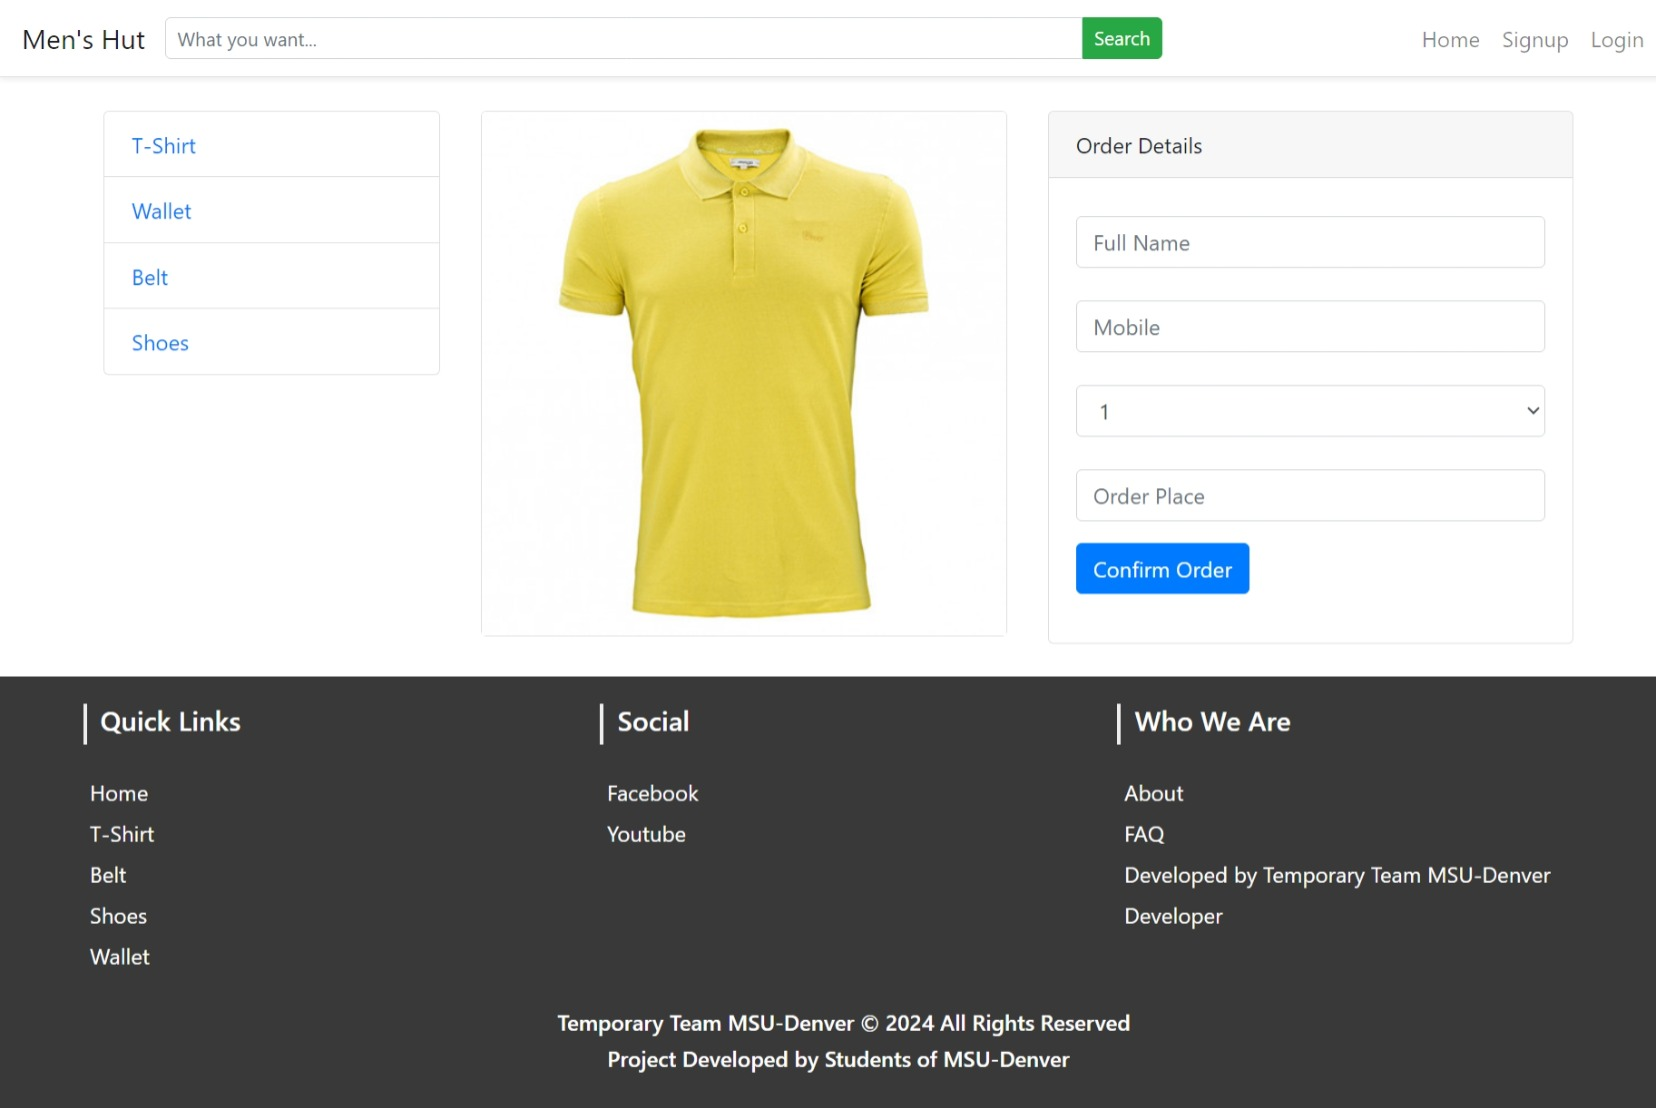 Men's Hut
What you want...
Search
Home
Signup
Login
T-Shirt
Wallet
Belt
Shoes
Order Details
Full Name
Mobile
1
Order Place
Confirm Order
Quick Links
Home
T-Shirt
Belt
Shoes
Wallet
Social
Facebook
Youtube
Who We Are
About
FAQ
Developed by Temporary Team MSU-Denver
Developer
Temporary Team MSU-Denver © 2024 All Rights Reserved
Project Developed by Students of MSU-Denver